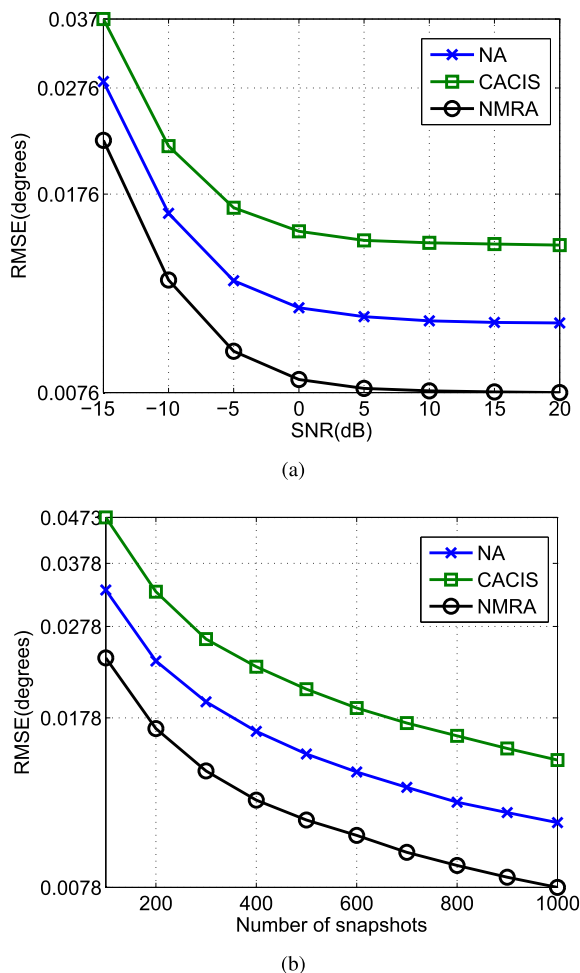 0.037
0.0276
0.0176
0.0076
RMSE(degrees)
NA
CACIS
NMRA
−15 −10 −5 0 5 10 15 20
SNR(dB)
(a)
0.0473
0.0378
0.0278
0.0178
0.0078
RMSE(degrees)
NA
CACIS
NMRA
200 400 600 800 1000
Number of snapshots
(b)